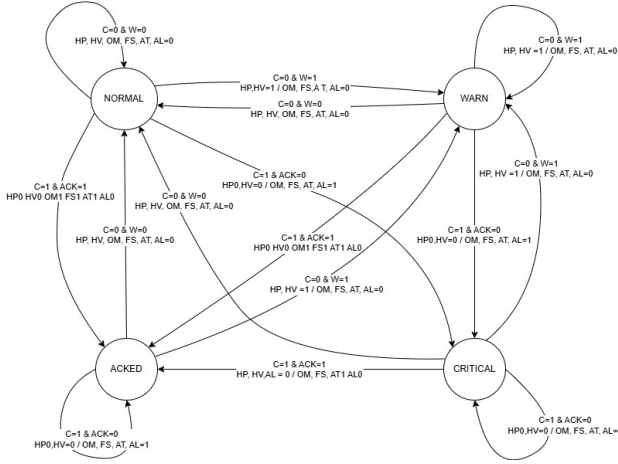 C=0 & W=0
HP, HV, OM, FS, AT, AL=0
C=0 & W=1
HP, HV =1 / OM, FS, AT, AL=0
C=0 & W=1
HP,HV=1 / OM, FS,A T, AL=0
NORMAL
WARN
C=0 & W=0
HP, HV, OM, FS, AT, AL=0
C=0 & W=1
HP, HV =1 / OM, FS, AT, AL=0
C=1 & ACK=0
HP0,HV=0 / OM, FS, AT, AL=1
C=1 & ACK=1
HP0 HV0 OM1 FS1 AT1 AL0
C=0 & W=0
HP, HV, OM, FS, AT, AL=0
C=0 & W=0
HP, HV, OM, FS, AT, AL=0
C=1 & ACK=1
HP0 HV0 OM1 FS1 AT1 AL0
C=1 & ACK=0
HP0,HV=0 / OM, FS, AT, AL=1
C=0 & W=1
HP, HV =1 / OM, FS, AT, AL=0
ACKED
C=1 & ACK=1
HP, HV,AL = 0 / OM, FS, AT1 AL0
CRITICAL
C=1 & ACK=0
HP0,HV=0 / OM, FS, AT, AL=1
C=1 & ACK=0
HP0,HV=0 / OM, FS, AT, AL=